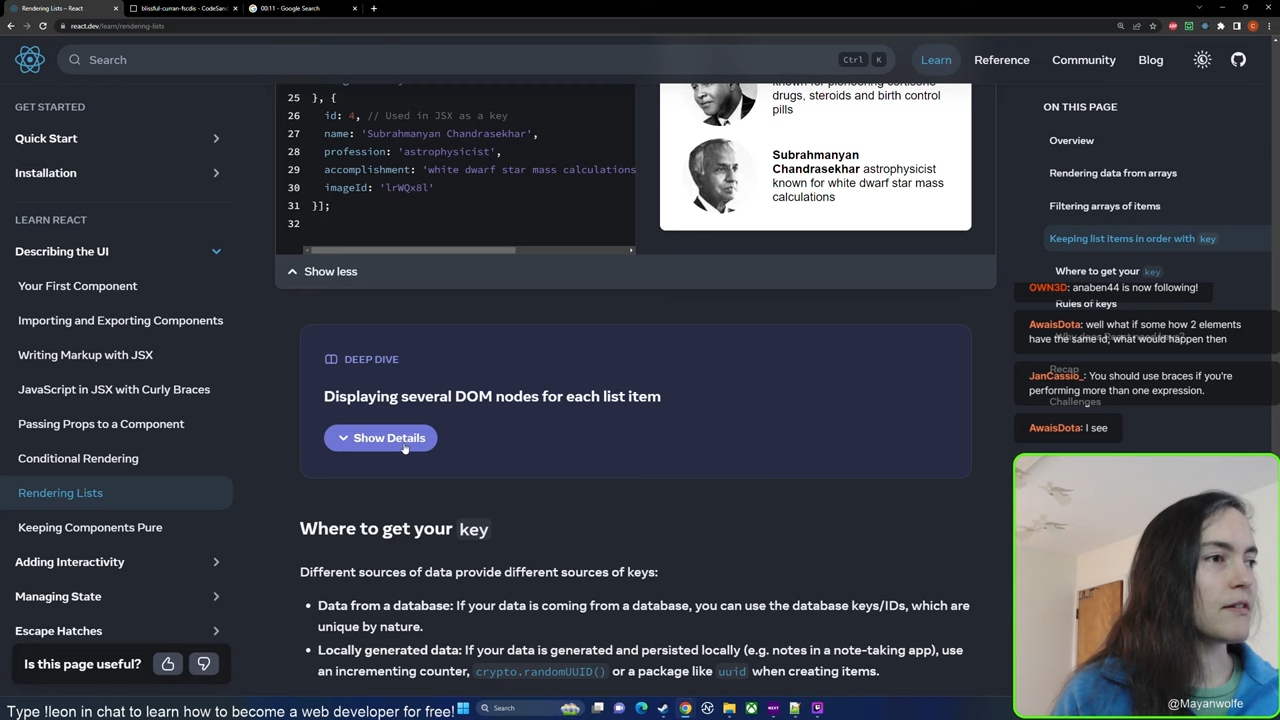 Rendering Lists – React
blissful-curran-fscdis - CodeSan
00:11 - Google Search
react.dev/learn/rendering-lists
Search
Ctrl K
Learn
Reference
Community
Blog
GET STARTED
Quick Start
Installation
LEARN REACT
Describing the UI
Your First Component
Importing and Exporting Components
Writing Markup with JSX
JavaScript in JSX with Curly Braces
Passing Props to a Component
Conditional Rendering
Rendering Lists
Keeping Components Pure
Adding Interactivity
Managing State
Escape Hatches
Is this page useful?
25 }, {
26 id: 4, // Used in JSX as a key
27 name: 'Subrahmanyan Chandrasekhar',
28 profession: 'astrophysicist',
29 accomplishment: 'white dwarf star mass calculations
30 imageId: 'lrWQx8l'
31 }];
32
known for pioneering cortisone
drugs, steroids and birth control
pills
Subrahmanyan
Chandrasekhar astrophysicist
known for white dwarf star mass
calculations
Show less
DEEP DIVE
Displaying several DOM nodes for each list item
Show Details
Where to get your key
Different sources of data provide different sources of keys:
• Data from a database: If your data is coming from a database, you can use the database keys/IDs, which are
unique by nature.
• Locally generated data: If your data is generated and persisted locally (e.g. notes in a note-taking app), use
an incrementing counter, crypto.randomUUID() or a package like uuid when creating items.
ON THIS PAGE
Overview
Rendering data from arrays
Filtering arrays of items
Keeping list items in order with key
Where to get your key
OWN3D: anaben44 is now following!
Rules of keys
AwaisDota: well what if some how 2 elements
have the same id, what would happen then
Recap
JanCassio_: You should use braces if you're
performing more than one expression.
Challenges
AwaisDota: I see
@Mayanwolfe
Type !leon in chat to learn how to become a web developer for free!
Search